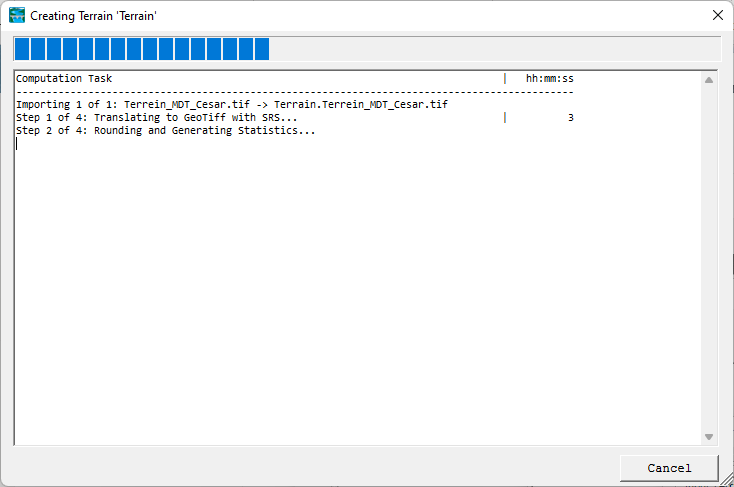 Creating Terrain 'Terrain'
Computation Task | hh:mm:ss
Importing 1 of 1: Terrein_MDT_Cesar.tif -> Terrain.Terrein_MDT_Cesar.tif
Step 1 of 4: Translating to GeoTiff with SRS... | 3
Step 2 of 4: Rounding and Generating Statistics...
Cancel